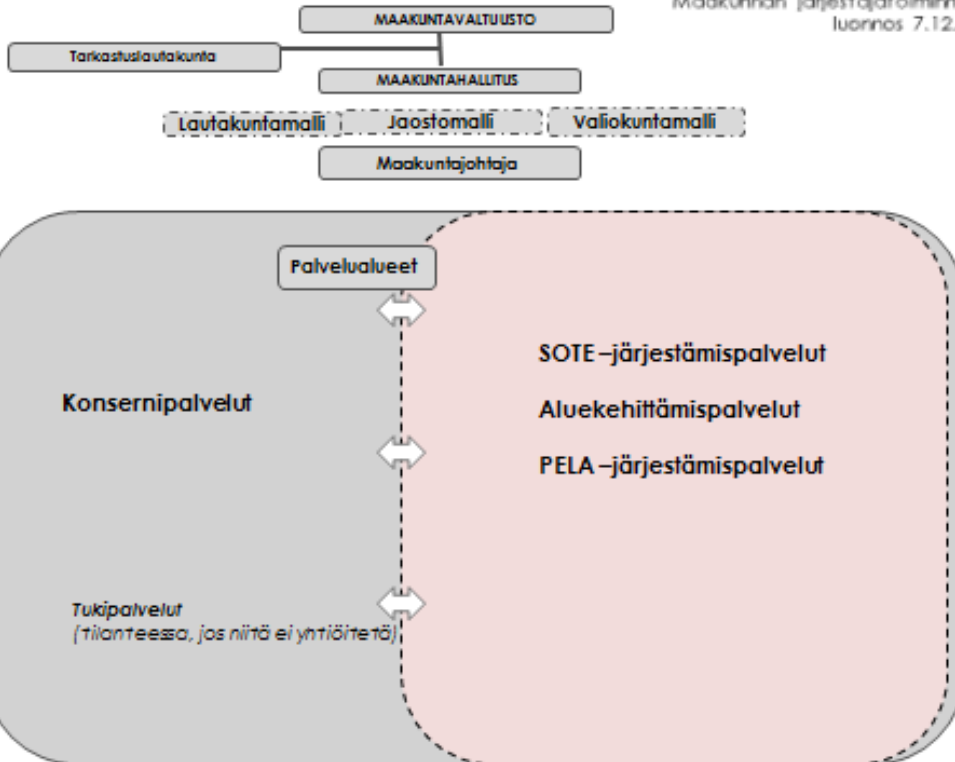 MAAKUNTAVALTUUSTO
luonnos 7.12.
Tarkastuslautakunta
MAAKUNTAHALLITUS
Lautakuntamalli
Jaostomalli
Valiokuntamalli
Maakuntajohtaja
Palvelualueet
SOTE –järjestämispalvelut
Konsernipalvelut
Aluekehittämispalvelut
PELA –järjestämispalvelut
Tukipalvelut
(tilanteessa, jos niitä ei yhtiöitetä)